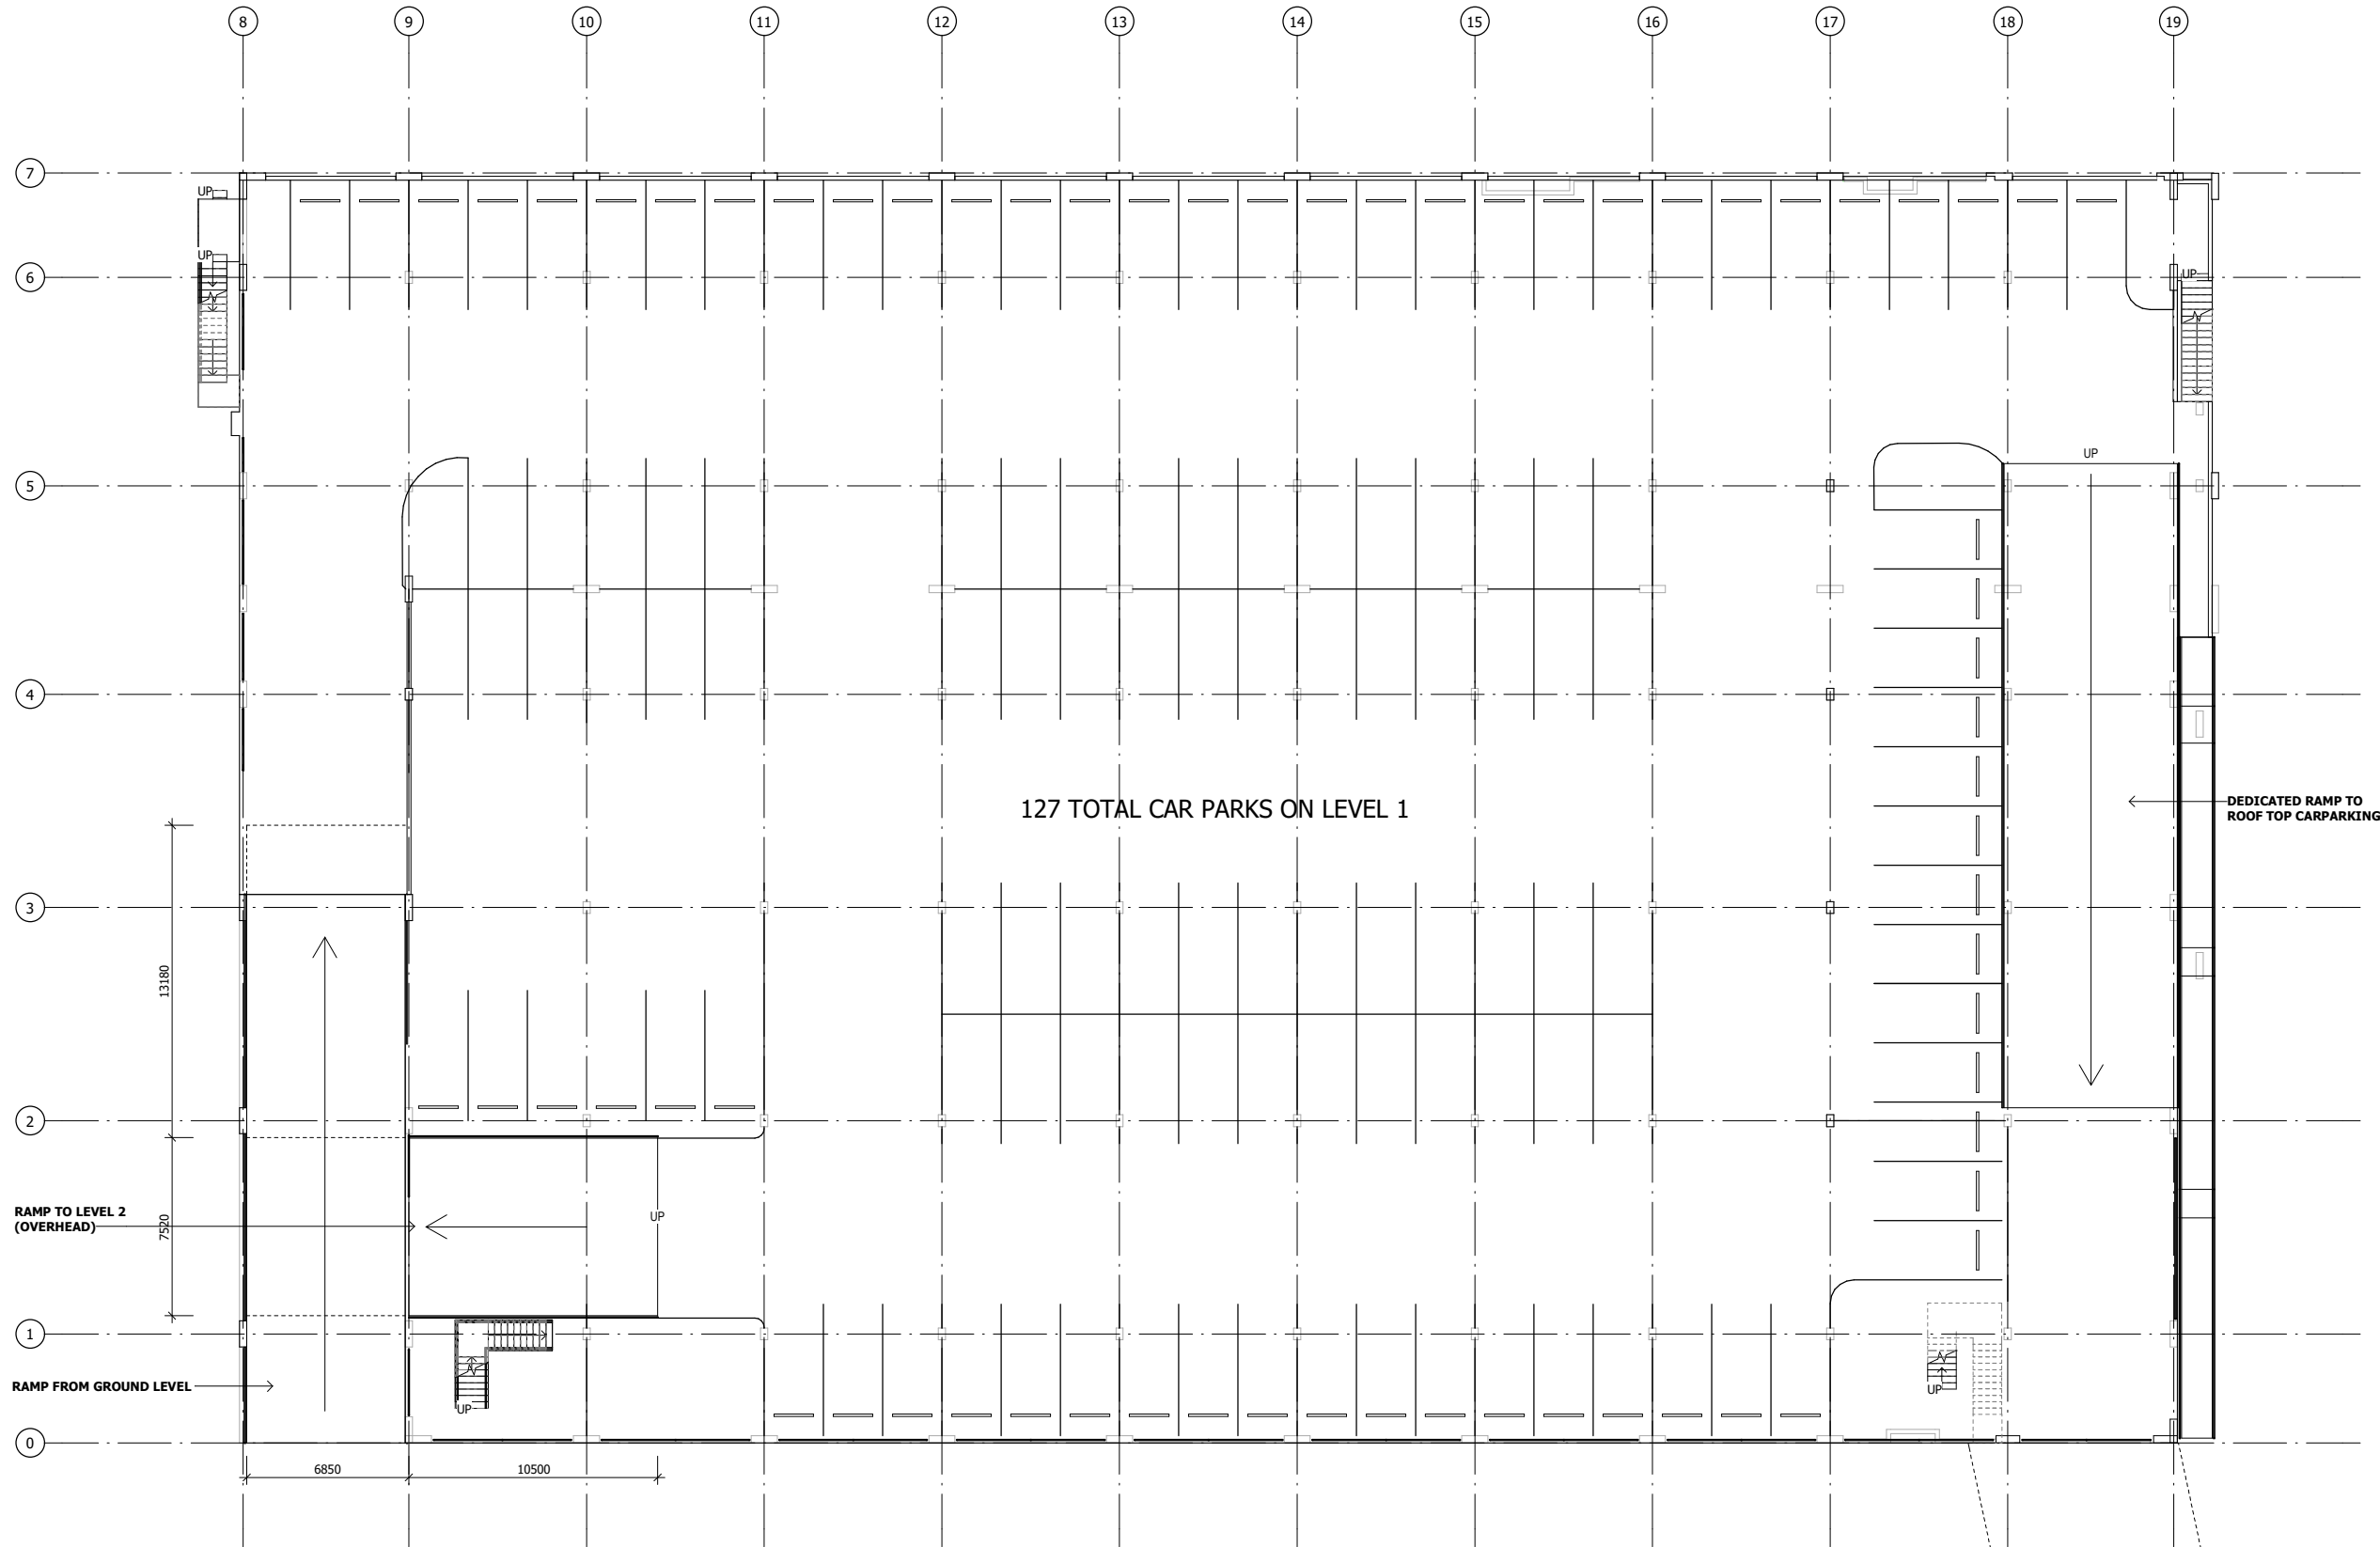 8 9 10 11 12 13 14 15 16 17 18 19
7
UP
UP
6
UP
5
UP
4
127 TOTAL CAR PARKS ON LEVEL 1
DEDICATED RAMP TO
ROOF TOP CARPARKING
3
13180
2
RAMP TO LEVEL 2
(OVERHEAD)
7520
UP
1
RAMP FROM GROUND LEVEL
UP
UP
0
6850
10500